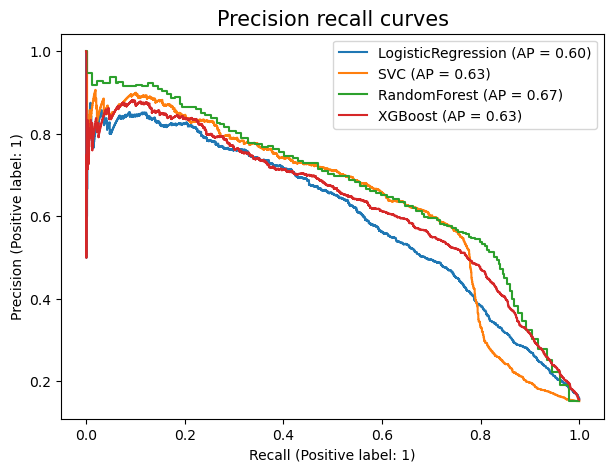 Precision recall curves
LogisticRegression (AP = 0.60)
SVC (AP = 0.63)
RandomForest (AP = 0.67)
XGBoost (AP = 0.63)
Precision (Positive label: 1)
1.0
0.8
0.6
0.4
0.2
0.0 0.2 0.4 0.6 0.8 1.0
Recall (Positive label: 1)